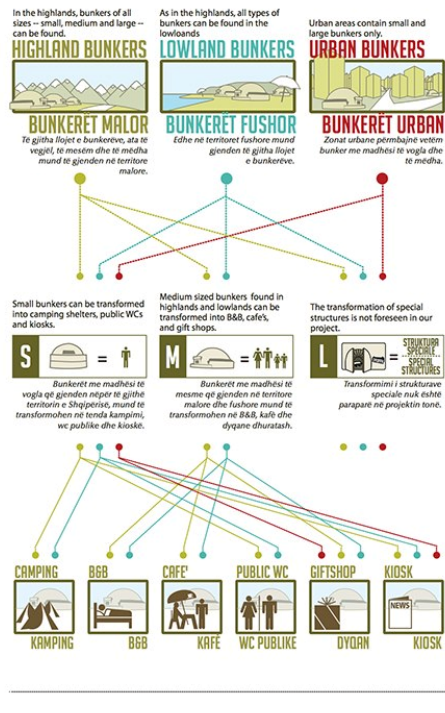 In the highlands, bunkers of all
sizes -- small, medium and large --
can be found.
HIGHLAND BUNKERS
BUNKERËT MALOR
Të gjitha llojet e bunkerëve, ata të
vegjël, të mesëm dhe të mëdha
mund të gjenden në territore
malore.
As in the highlands, all types of
bunkers can be found in the
lowloands
LOWLAND BUNKERS
BUNKERËT FUSHOR
Edhe në territoret fushore mund
gjenden të gjitha llojet
e bunkerëve.
Urban areas contain small and
large bunkers only.
URBAN BUNKERS
BUNKERËT URBAN
Zonat urbane përmbajnë vetëm
bunker me madhësi të vogla dhe
të mëdha.
Small bunkers can be transformed
into camping shelters, public WCs
and kiosks.
S
=
Bunkerët me madhësi të
vogla që gjenden nëpër të gjithë
territorin e Shqipërisë, mund të
transformohen në tenda kampimi,
wc publike dhe kioskë.
Medium sized bunkers found in
highlands and lowlands can be
transformed into B&B, cafe's,
and gift shops.
M
=
Bunkerët me madhësi të
mesme që gjenden në territore
malore dhe fushore mund të
transformohen në B&B, kafë dhe
dyqane dhuratash.
The transformation of special
structures is not foreseen in our
project.
L
=
STRUKTURA
SPECIALE
SPECIAL
STRUCTURES
Transformimi i strukturave
speciale nuk është
paraparë në projektin tonë.
CAMPING
KAMPING
B&B
B&B
CAFE'
KAFË
PUBLIC WC
WC PUBLIKE
GIFTSHOP
DYQAN
KIOSK
NEWS
KIOSK